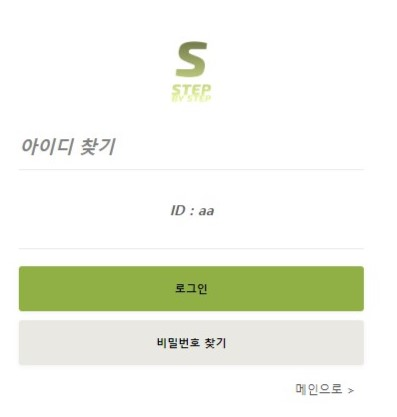 S
STEP
BY STEP
아이디 찾기
ID : aa
로그인
비밀번호 찾기
메인으로 >